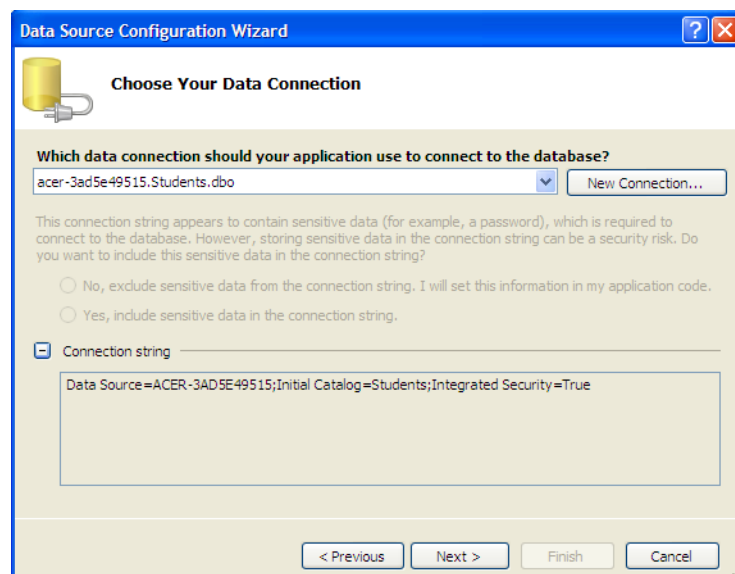 Data Source Configuration Wizard
Choose Your Data Connection
Which data connection should your application use to connect to the database?
acer-3ad5e49515.Students.dbo
New Connection...
This connection string appears to contain sensitive data (for example, a password), which is required to
connect to the database. However, storing sensitive data in the connection string can be a security risk. Do
you want to include this sensitive data in the connection string?
No, exclude sensitive data from the connection string. I will set this information in my application code.
Yes, include sensitive data in the connection string.
Connection string
Data Source=ACER-3AD5E49515;Initial Catalog=Students;Integrated Security=True
< Previous
Next >
Finish
Cancel